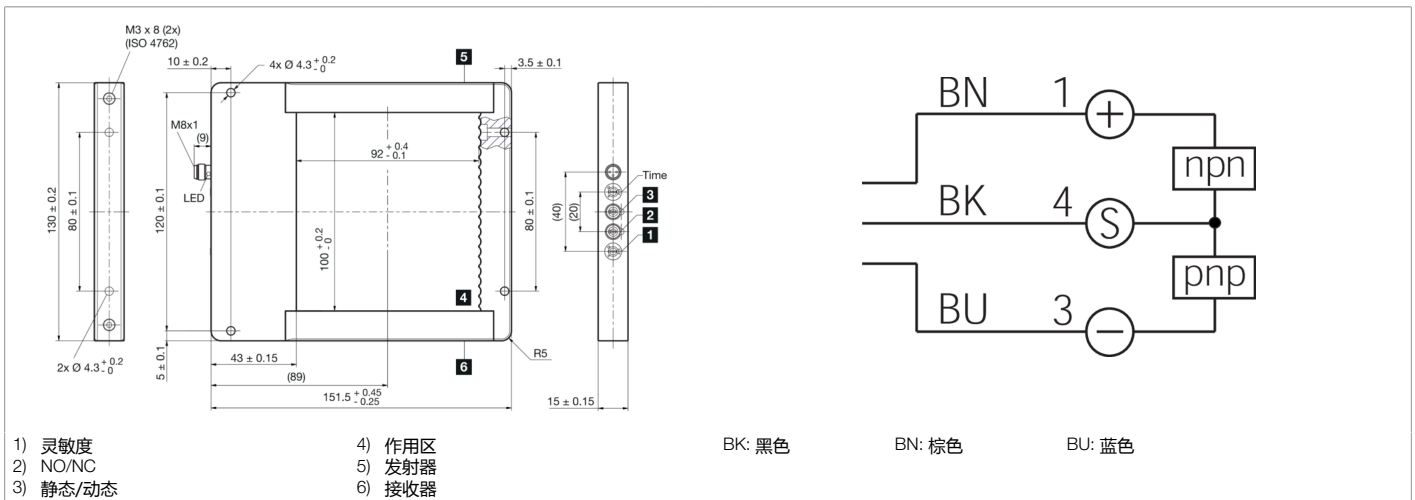 M3 x 8 (2x)
(ISO 4762)
10 ± 0.2
4x Ø 4.3 + 0.2 - 0
5
3.5 ± 0.1
M8x1
(9)
LED
92 + 0.4 - 0.1
100 + 0.2 - 0
130 ± 0.2
80 ± 0.1
120 ± 0.1
80 ± 0.1
(40)
(20)
Time
3
2
1
4
2x Ø 4.3 + 0.2 - 0
5 ± 0.1
43 ± 0.15
(89)
151.5 + 0.45 - 0.25
6
R5
15 ± 0.15
BN 1 +
npn
BK 4 S
pnp
BU 3 −
1) 灵敏度
2) NO/NC
3) 静态/动态
4) 作用区
5) 发射器
6) 接收器
BK: 黑色 BN: 棕色 BU: 蓝色